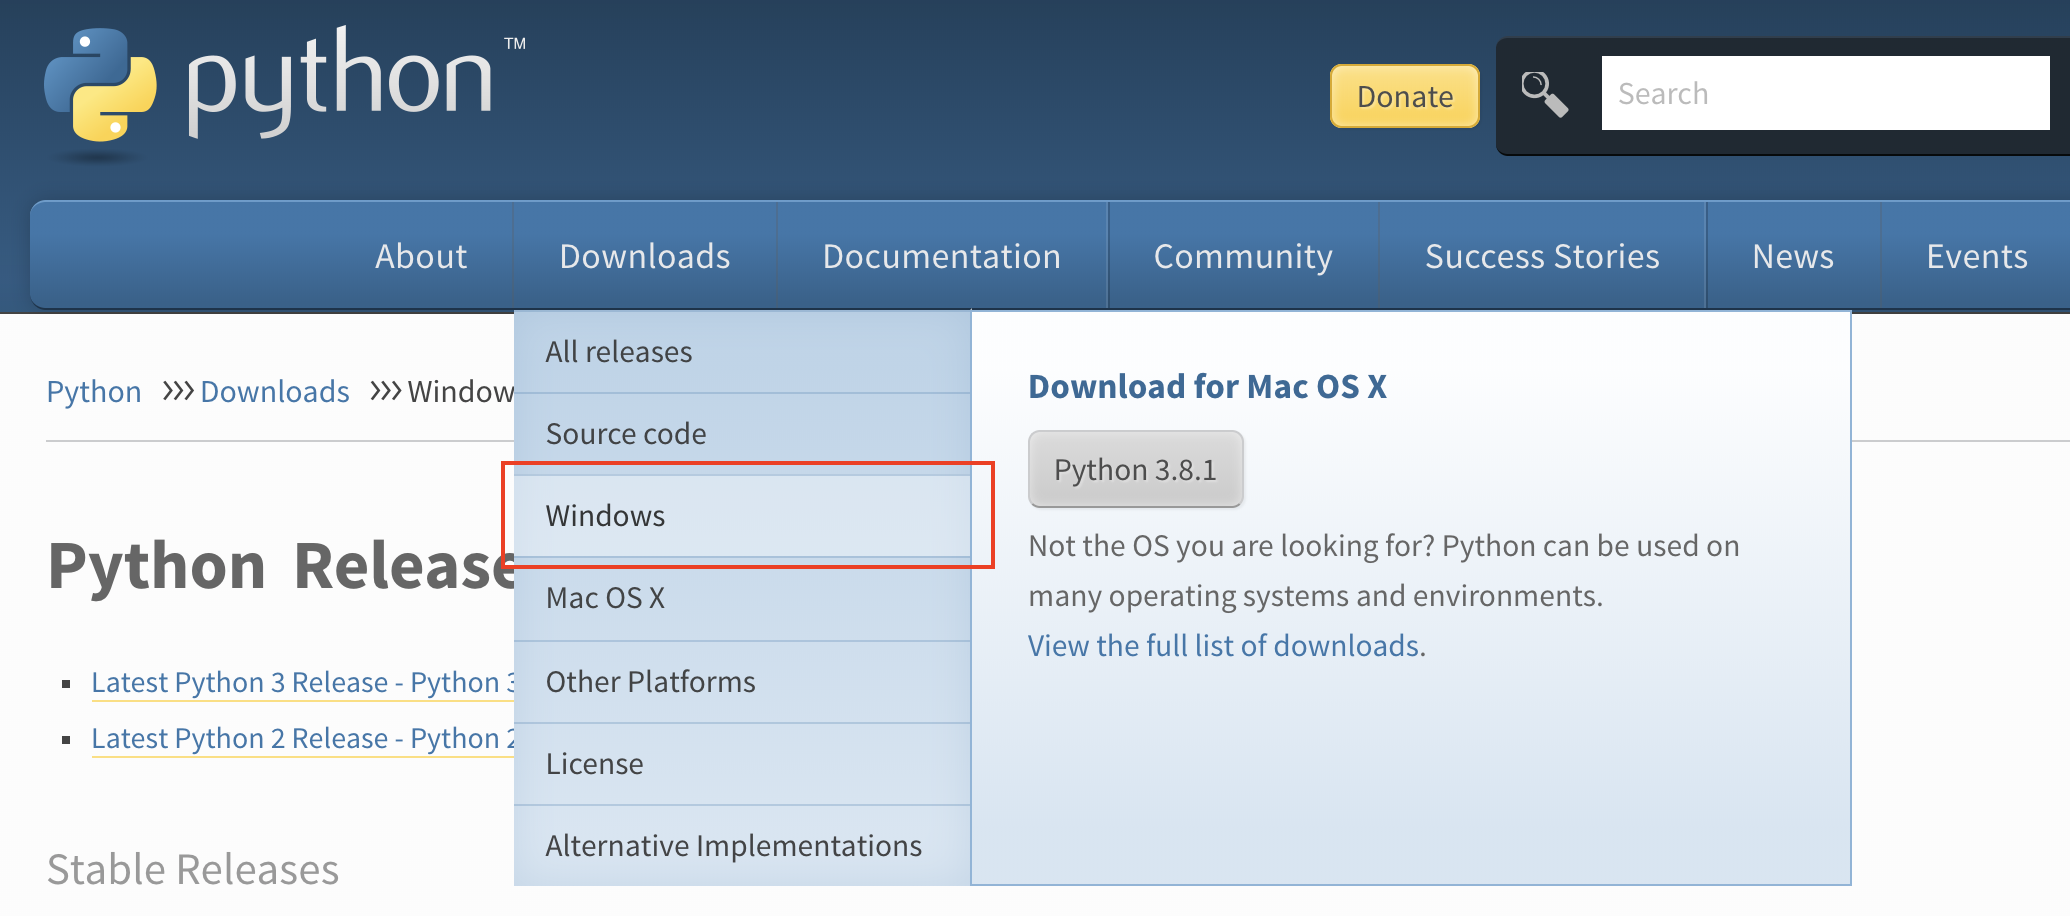 python TM
Donate
Search
About Downloads Documentation Community Success Stories News Events
Python >>> Downloads >>> Window
All releases
Source code
Windows
Mac OS X
Other Platforms
License
Alternative Implementations
Download for Mac OS X
Python 3.8.1
Not the OS you are looking for? Python can be used on
many operating systems and environments.
View the full list of downloads.
Python Release
Latest Python 3 Release - Python 3
Latest Python 2 Release - Python 2
Stable Releases